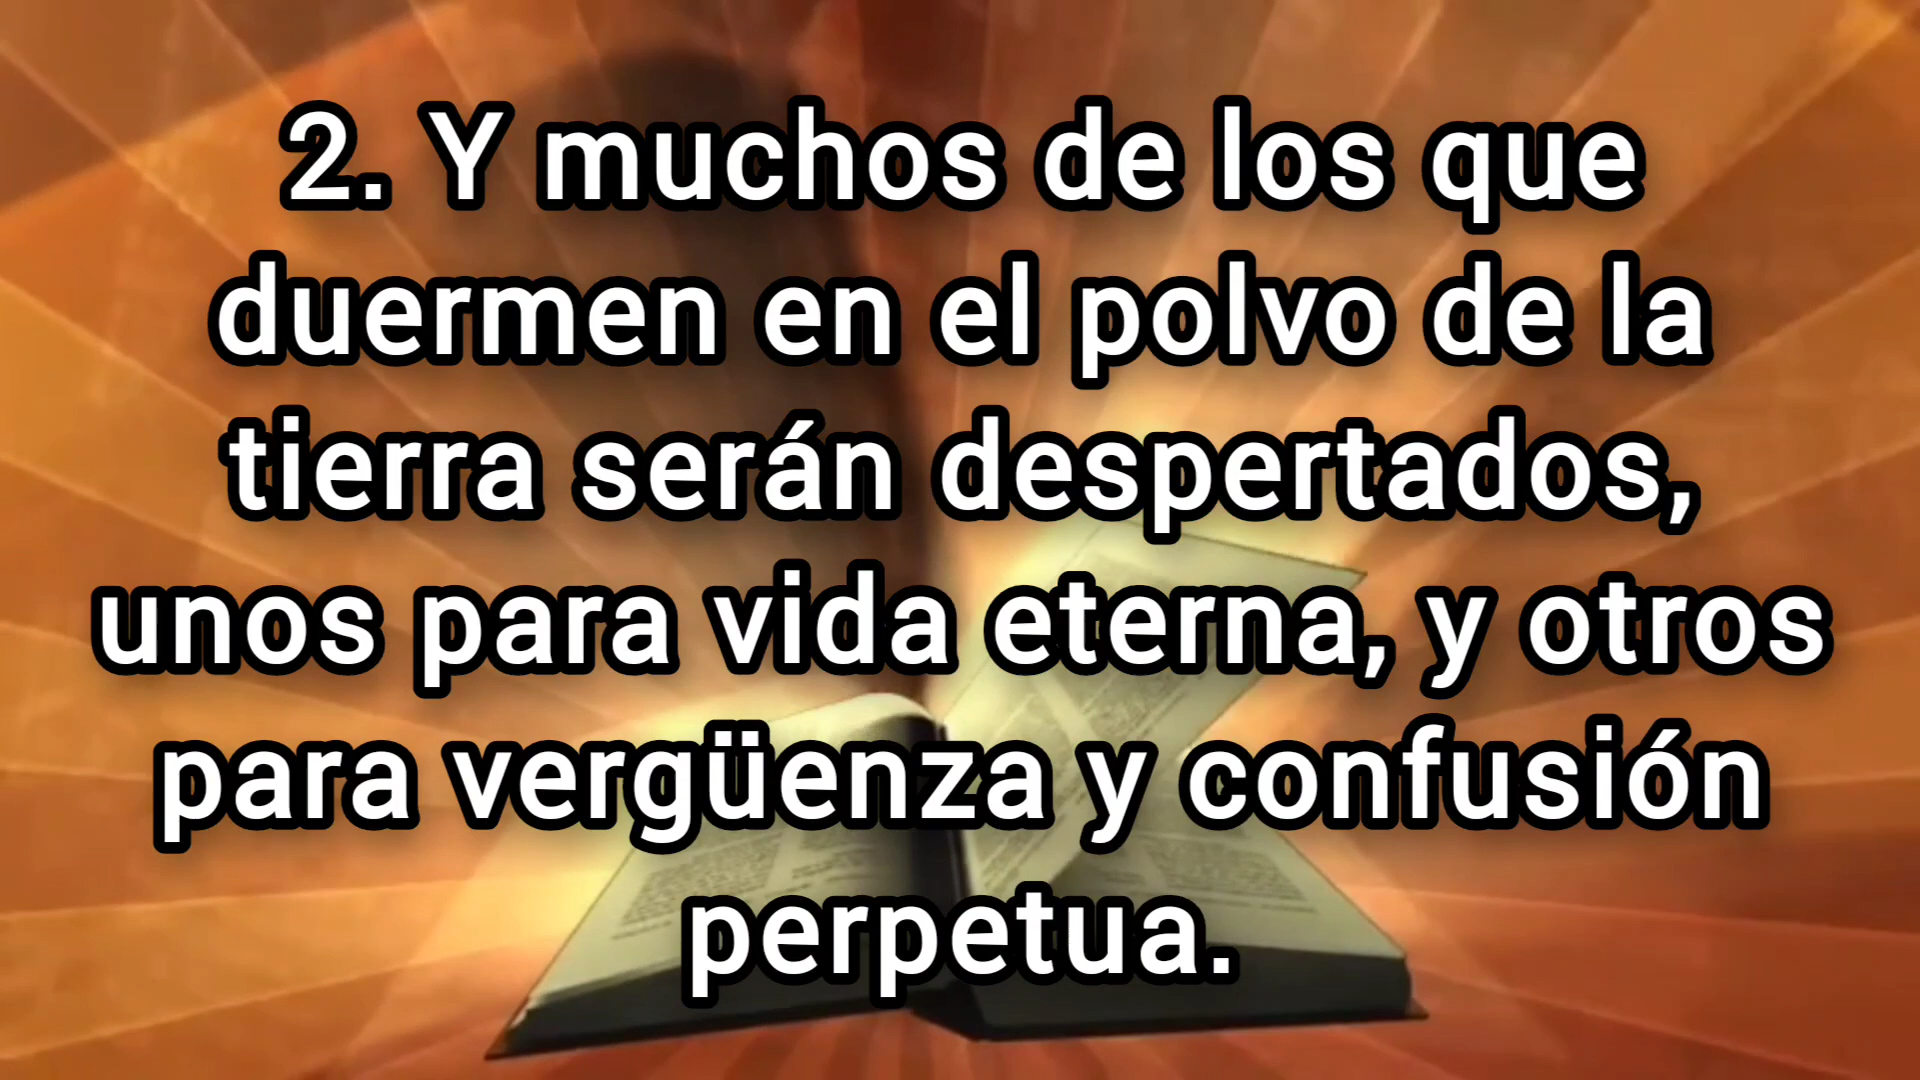 2. Y muchos de los que
duermen en el polvo de la
tierra serán despertados,
unos para vida eterna, y otros
para vergüenza y confusión
perpetua.